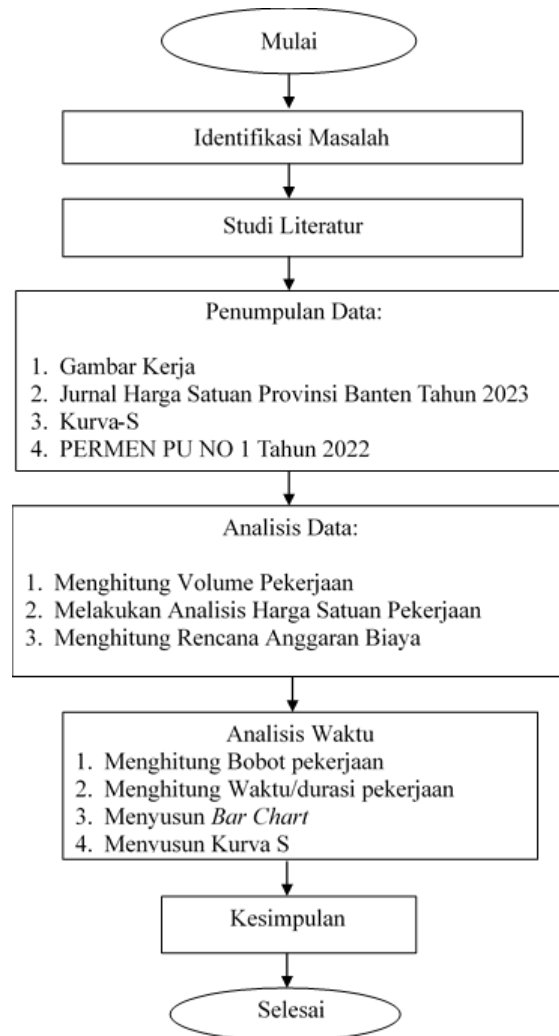 Mulai
Identifikasi Masalah
Studi Literatur
Penumpulan Data:
1. Gambar Kerja
2. Jurnal Harga Satuan Provinsi Banten Tahun 2023
3. Kurva-S
4. PERMEN PU NO 1 Tahun 2022
Analisis Data:
1. Menghitung Volume Pekerjaan
2. Melakukan Analisis Harga Satuan Pekerjaan
3. Menghitung Rencana Anggaran Biaya
Analisis Waktu
1. Menghitung Bobot pekerjaan
2. Menghitung Waktu/durasi pekerjaan
3. Menyusun Bar Chart
4. Menyusun Kurva S
Kesimpulan
Selesai